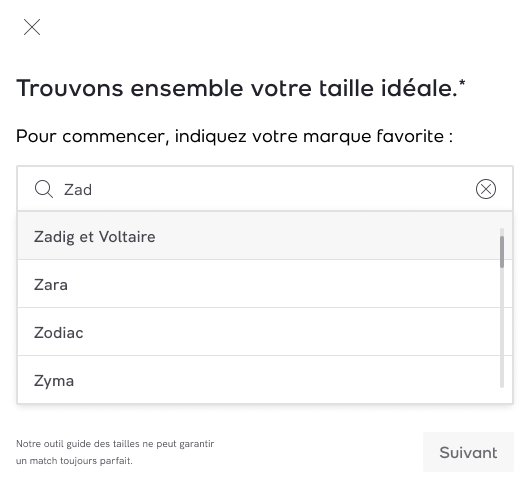 Trouvons ensemble votre taille idéale.*
Pour commencer, indiquez votre marque favorite :
Zad
Zadig et Voltaire
Zara
Zodiac
Zyma
Notre outil guide des tailles ne peut garantir
un match toujours parfait.
Suivant